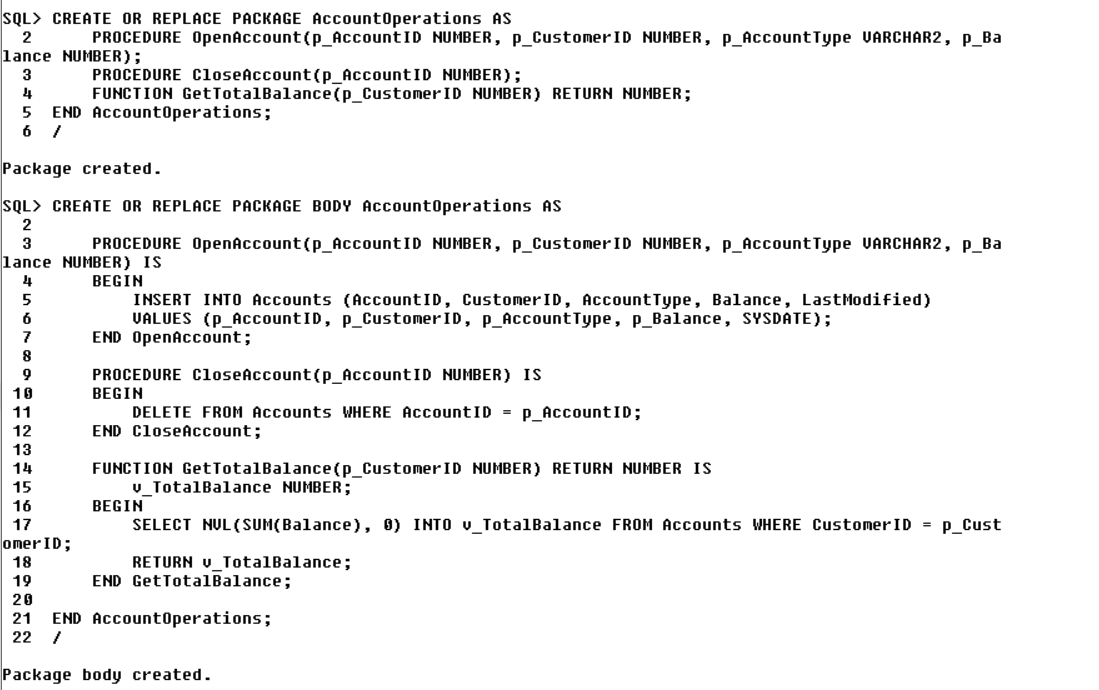 SQL> CREATE OR REPLACE PACKAGE AccountOperations AS
  2      PROCEDURE OpenAccount(p_AccountID NUMBER, p_CustomerID NUMBER, p_AccountType VARCHAR2, p_Ba
lance NUMBER);
  3      PROCEDURE CloseAccount(p_AccountID NUMBER);
  4      FUNCTION GetTotalBalance(p_CustomerID NUMBER) RETURN NUMBER;
  5  END AccountOperations;
  6  /
Package created.
SQL> CREATE OR REPLACE PACKAGE BODY AccountOperations AS
  2
  3      PROCEDURE OpenAccount(p_AccountID NUMBER, p_CustomerID NUMBER, p_AccountType VARCHAR2, p_Ba
lance NUMBER) IS
  4      BEGIN
  5          INSERT INTO Accounts (AccountID, CustomerID, AccountType, Balance, LastModified)
  6          VALUES (p_AccountID, p_CustomerID, p_AccountType, p_Balance, SYSDATE);
  7      END OpenAccount;
  8
  9      PROCEDURE CloseAccount(p_AccountID NUMBER) IS
 10      BEGIN
 11          DELETE FROM Accounts WHERE AccountID = p_AccountID;
 12      END CloseAccount;
 13
 14      FUNCTION GetTotalBalance(p_CustomerID NUMBER) RETURN NUMBER IS
 15          v_TotalBalance NUMBER;
 16      BEGIN
 17          SELECT NVL(SUM(Balance), 0) INTO v_TotalBalance FROM Accounts WHERE CustomerID = p_Cust
omerID;
 18          RETURN v_TotalBalance;
 19      END GetTotalBalance;
 20
 21  END AccountOperations;
 22  /
Package body created.